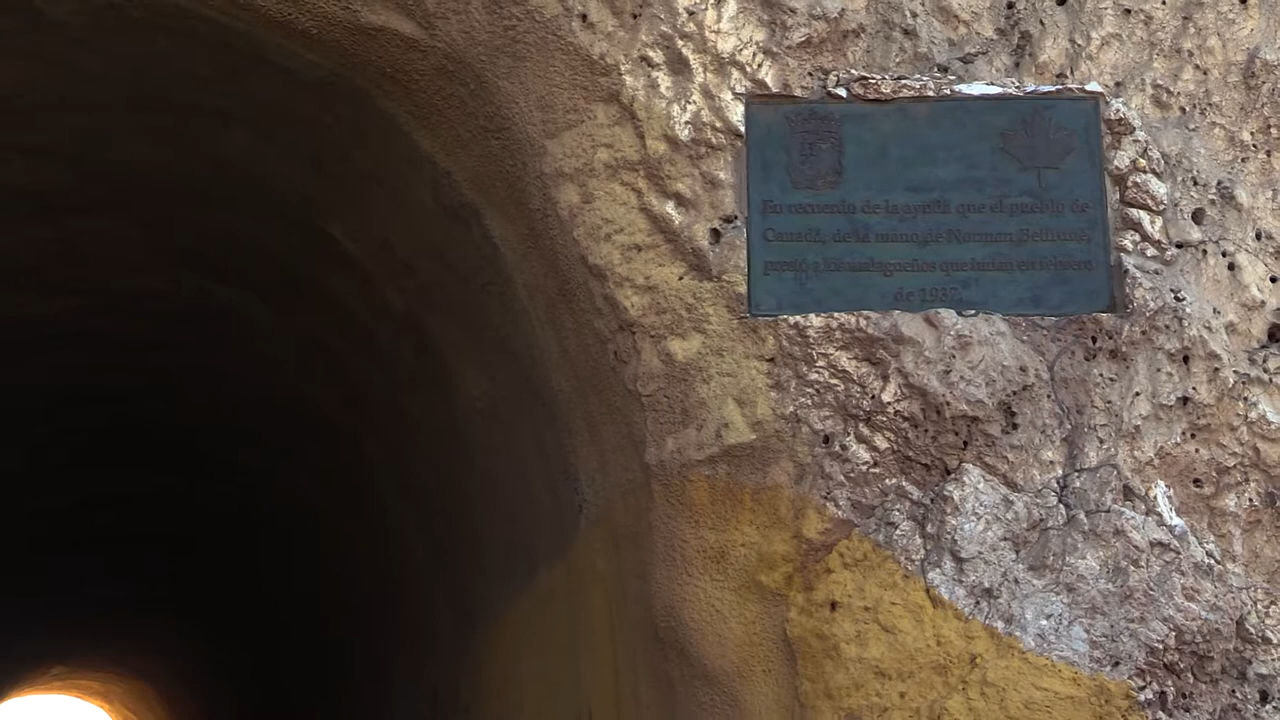 En recuerdo de la ayuda que el pueblo de
Canadá, de la mano de Norman Bethune,
prestó a los malagueños que huían en febrero
de 1937.